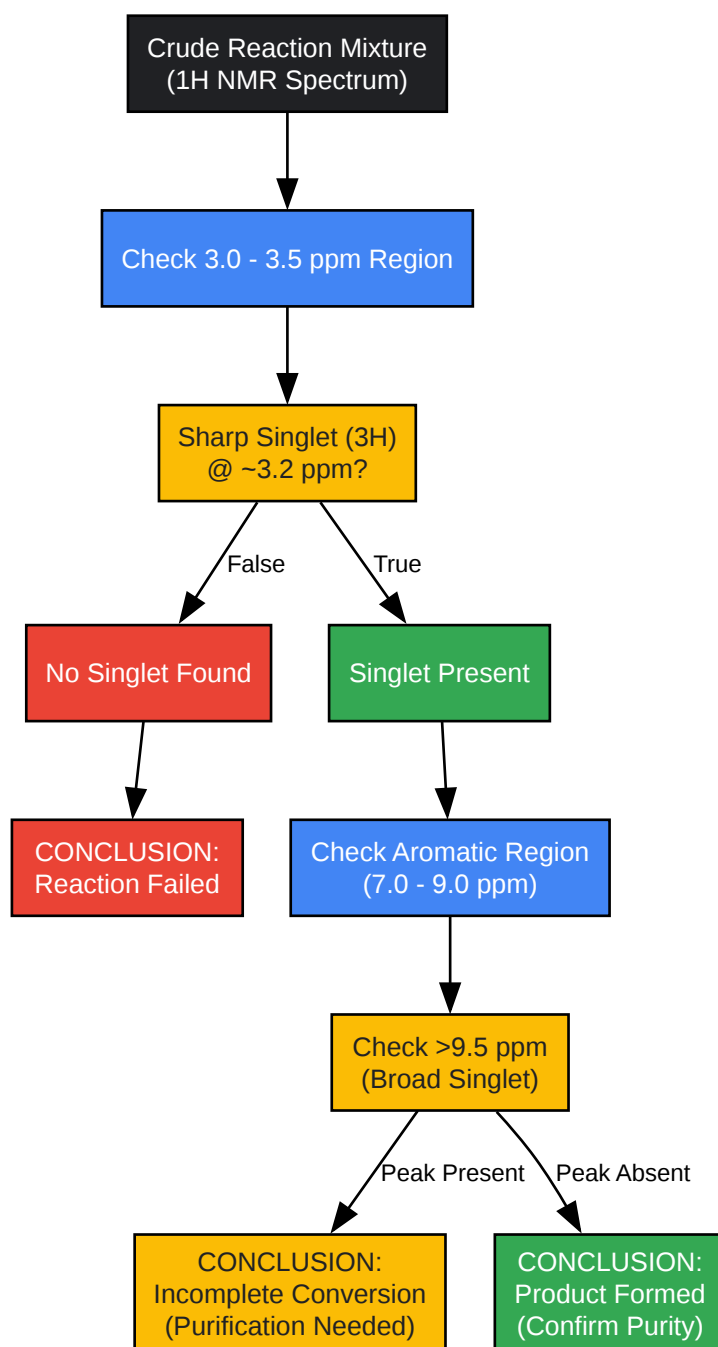 Crude Reaction Mixture
(1H NMR Spectrum)
Check 3.0 - 3.5 ppm Region
Sharp Singlet (3H)
@ ~3.2 ppm?
False
True
No Singlet Found
Singlet Present
CONCLUSION:
Reaction Failed
Check Aromatic Region
(7.0 - 9.0 ppm)
Check >9.5 ppm
(Broad Singlet)
Peak Present
Peak Absent
CONCLUSION:
Incomplete Conversion
(Purification Needed)
CONCLUSION:
Product Formed
(Confirm Purity)